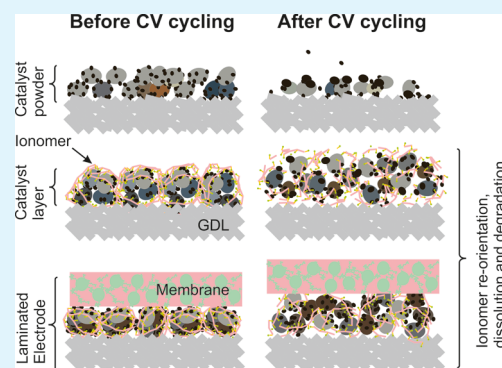 Before CV cycling
After CV cycling
Catalyst
powder
Ionomer
Catalyst
layer
GDL
Membrane
Laminated
Electrode
Ionomer re-orientation,
dissolution and degradation